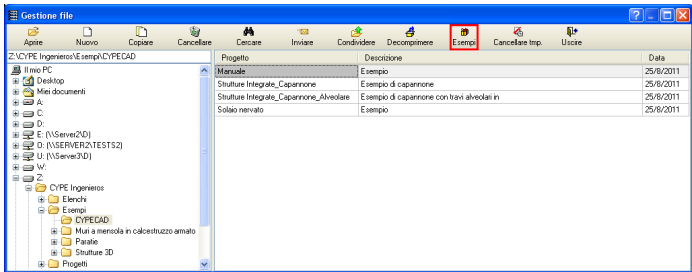 Gestione file
Aprire Nuovo Copiare Cancellare Cercare Inviare Condividere Decomprimere Esempi Cancellare tmp. Uscire
Z:\CYPE Ingenieros\Esempi\CYPECAD
Il mio PC
Desktop
Miei documenti
A:
C:
D:
E: (\\Server2\D)
O: (\\SERVER2\TESTS2)
U: (\\Server3\D)
W:
Z:
CYPE Ingenieros
Elenchi
Esempi
CYPECAD
Muri a mensola in calcestruzzo armato
Paratie
Strutture 3D
Progetti
Progetto Descrizione Data
Manuale Esempio 25/8/2011
Strutture Integrate_Capannone Esempio di capannone. 25/8/2011
Strutture Integrate_Capannone_Alveolare Esempio di capannone con travi alveolari in 25/8/2011
Solaio nervato Esempio 25/8/2011